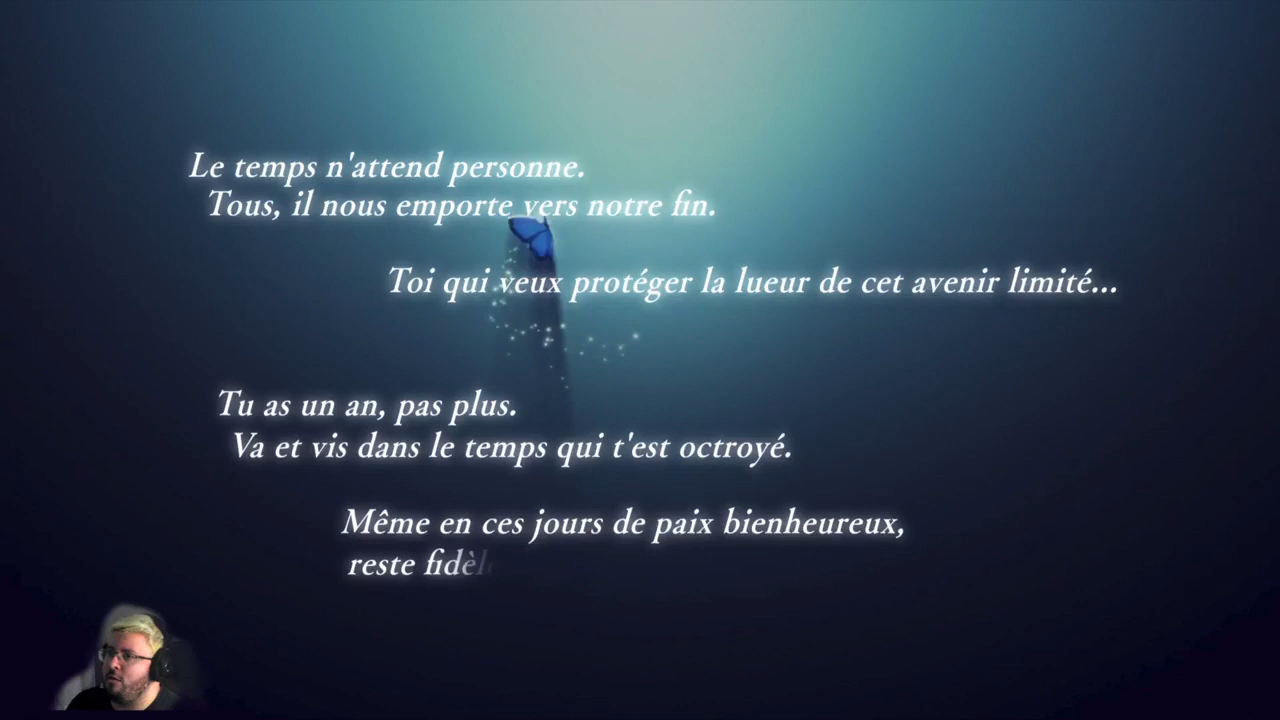 Le temps n'attend personne.
Tous, il nous emporte vers notre fin.
Toi qui veux protéger la lueur de cet avenir limité...
Tu as un an, pas plus.
Va et vis dans le temps qui t'est octroyé.
Même en ces jours de paix bienheureux,
reste